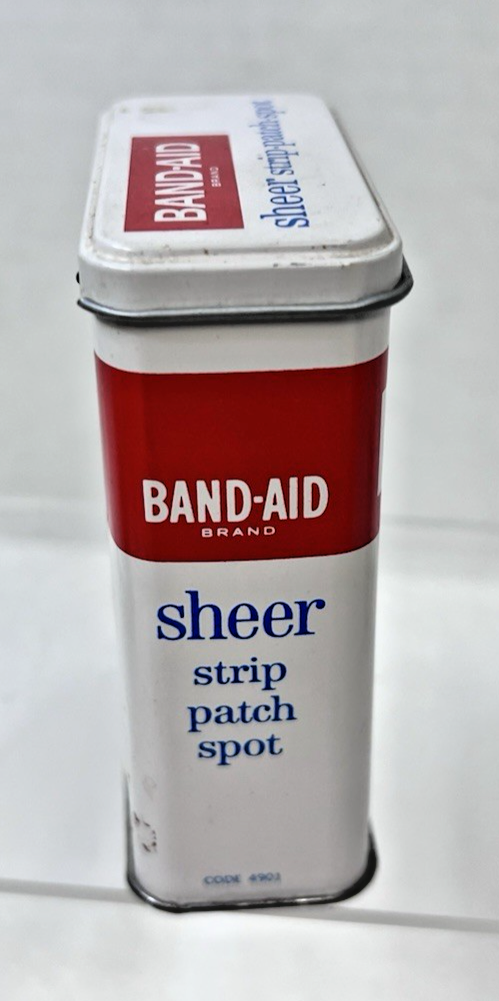 BAND-AID
BRAND
sheer strip·patch·spot
BAND-AID
BRAND
sheer
strip
patch
spot
CODE 4903